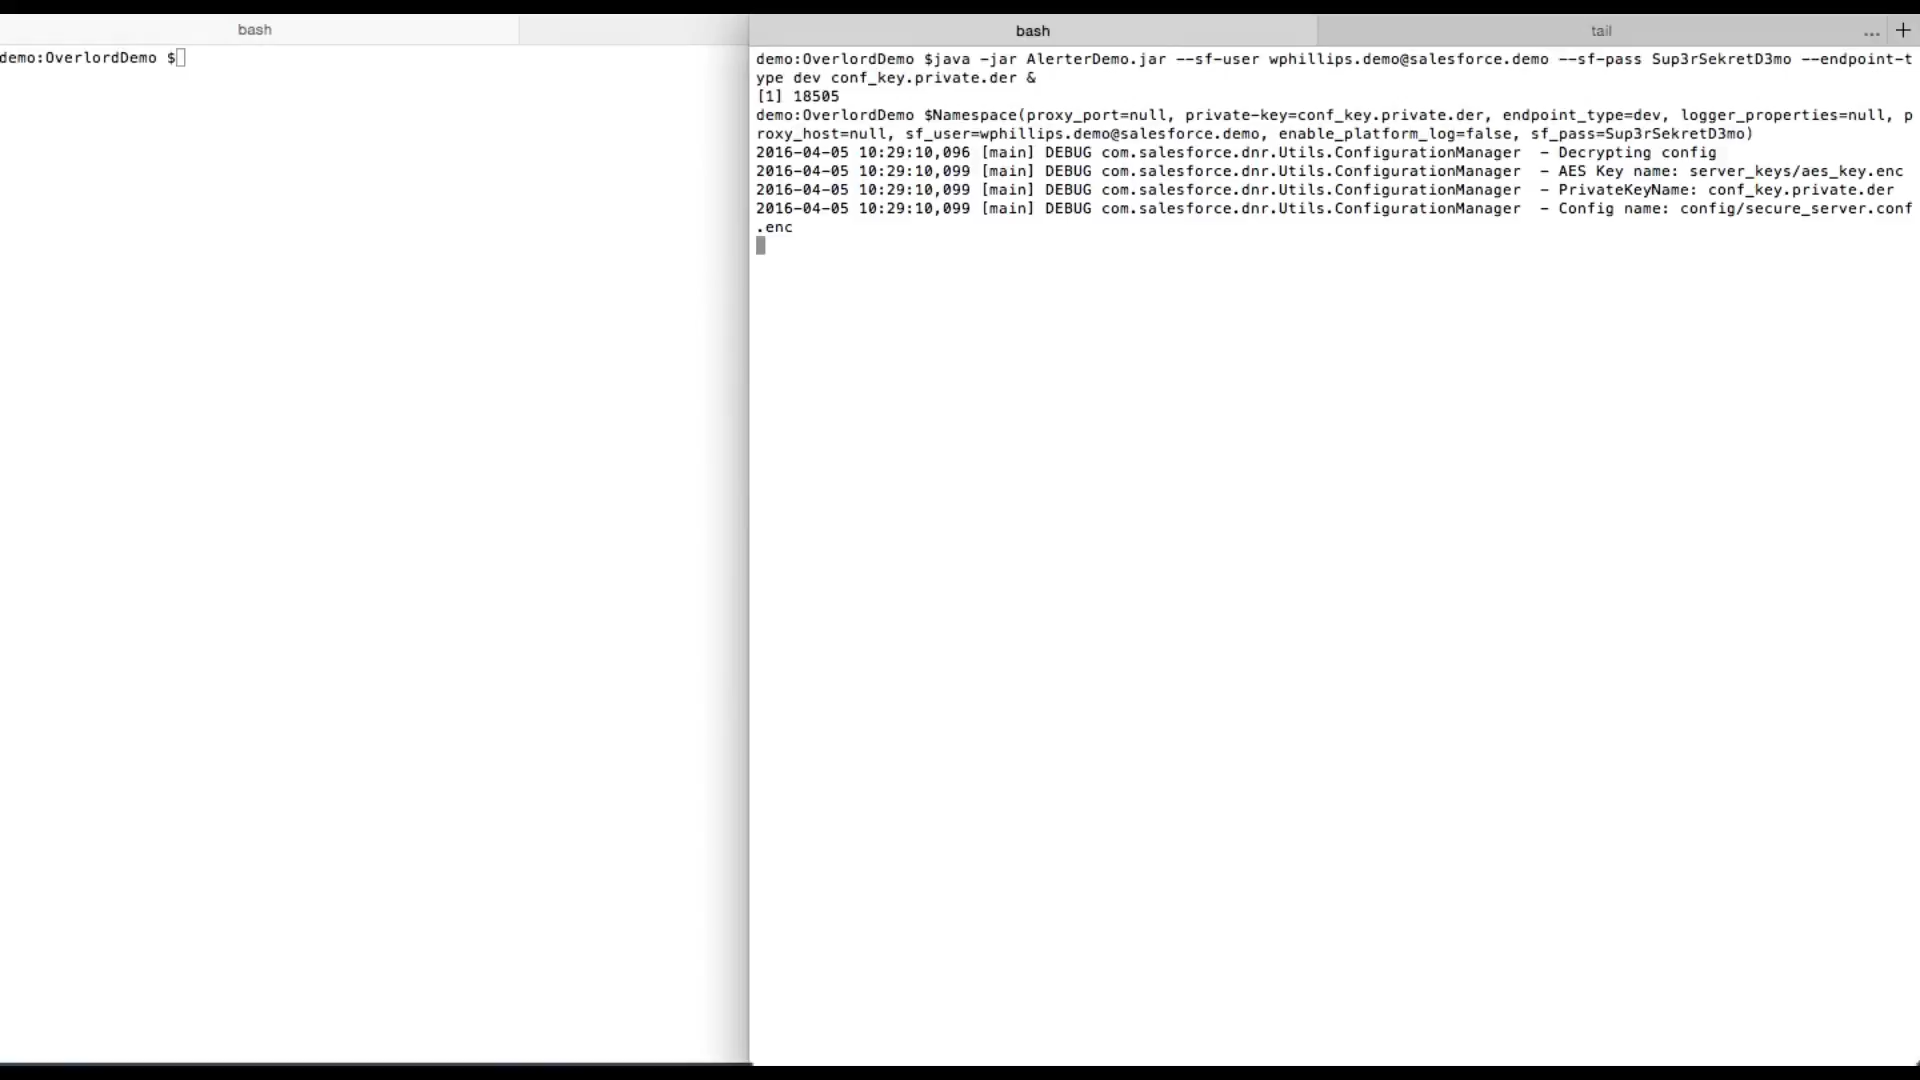 bash
demo:OverlordDemo $
bash
tail
... +
demo:OverlordDemo $java -jar AlerterDemo.jar --sf-user wphillips.demo@salesforce.demo --sf-pass Sup3rSekretD3mo --endpoint-t
ype dev conf_key.private.der &
[1] 18505
demo:OverlordDemo $Namespace(proxy_port=null, private-key=conf_key.private.der, endpoint_type=dev, logger_properties=null, p
roxy_host=null, sf_user=wphillips.demo@salesforce.demo, enable_platform_log=false, sf_pass=Sup3rSekretD3mo)
2016-04-05 10:29:10,096 [main] DEBUG com.salesforce.dnr.Utils.ConfigurationManager  - Decrypting config
2016-04-05 10:29:10,099 [main] DEBUG com.salesforce.dnr.Utils.ConfigurationManager  - AES Key name: server_keys/aes_key.enc
2016-04-05 10:29:10,099 [main] DEBUG com.salesforce.dnr.Utils.ConfigurationManager  - PrivateKeyName: conf_key.private.der
2016-04-05 10:29:10,099 [main] DEBUG com.salesforce.dnr.Utils.ConfigurationManager  - Config name: config/secure_server.conf
.enc